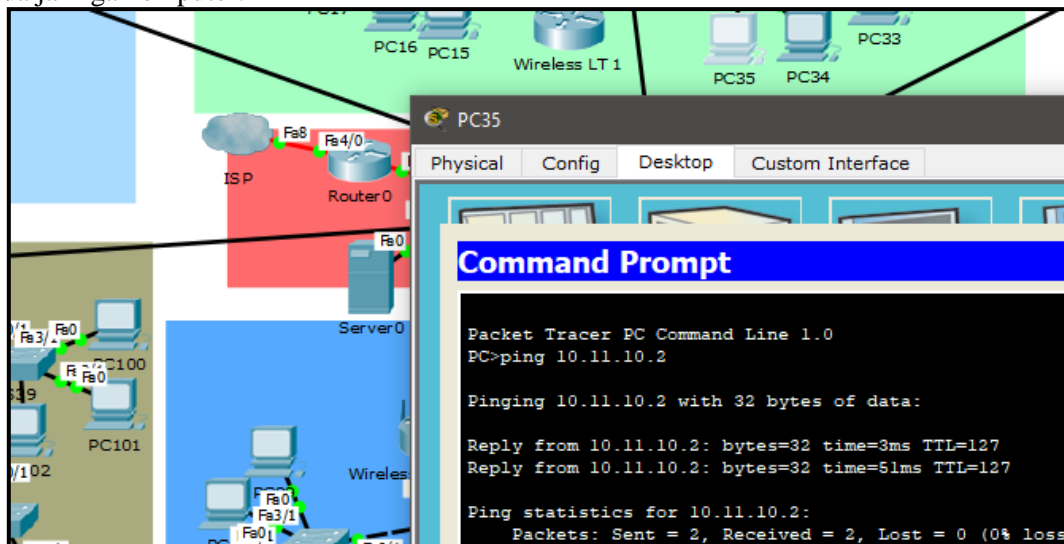 PC16
PC15
Wireless LT 1
PC35
PC34
PC33
PC35
Physical
Config
Desktop
Custom Interface
Fa8
Fa4/0
ISP
Router0
Fa0
Server0
Command Prompt
Packet Tracer PC Command Line 1.0
PC>ping 10.11.10.2
Pinging 10.11.10.2 with 32 bytes of data:
Reply from 10.11.10.2: bytes=32 time=3ms TTL=127
Reply from 10.11.10.2: bytes=32 time=51ms TTL=127
Ping statistics for 10.11.10.2:
Packets: Sent = 2, Received = 2, Lost = 0 (0% loss
Fa0
PC100
Fa0
PC101
Wireles
Fa0
Fa3/1
Fa0